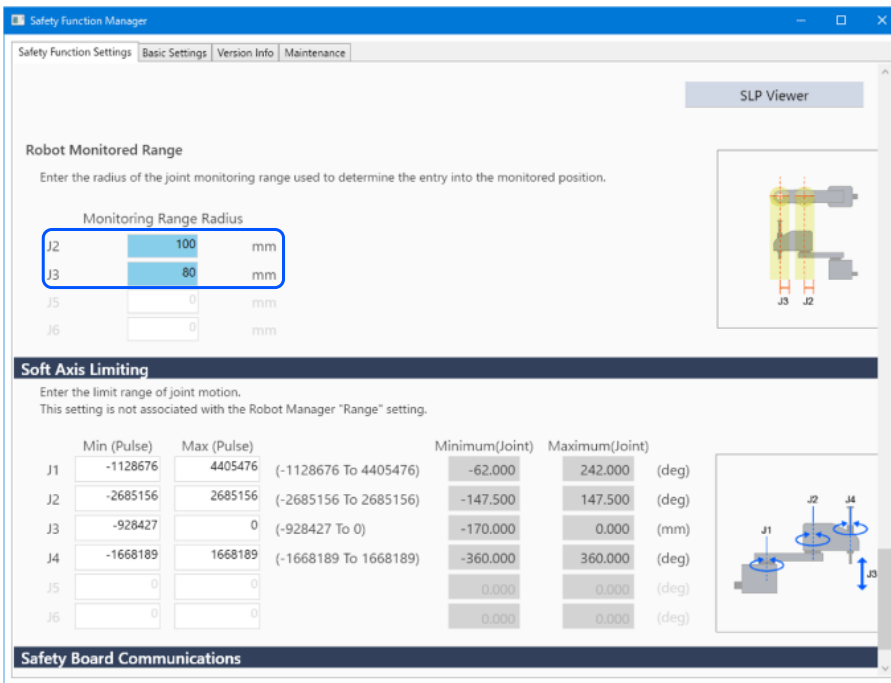 Safety Function Manager
Safety Function Settings Basic Settings Version Info Maintenance
SLP Viewer
Robot Monitored Range
Enter the radius of the joint monitoring range used to determine the entry into the monitored position.
Monitoring Range Radius
J2 100 mm
J3 80 mm
J5 0 mm
J6 0 mm
J3 J2
Soft Axis Limiting
Enter the limit range of joint motion.
This setting is not associated with the Robot Manager "Range" setting.
Min (Pulse) Max (Pulse) Minimum(Joint) Maximum(Joint)
J1 -1128676 4405476 (-1128676 To 4405476) -62.000 242.000 (deg)
J2 -2685156 2685156 (-2685156 To 2685156) -147.500 147.500 (deg)
J3 -928427 0 (-928427 To 0) -170.000 0.000 (mm)
J4 -1668189 1668189 (-1668189 To 1668189) -360.000 360.000 (deg)
J5 0 0 0.000 0.000 (deg)
J6 0 0 0.000 0.000 (deg)
J2 J4
J1
J3
Safety Board Communications